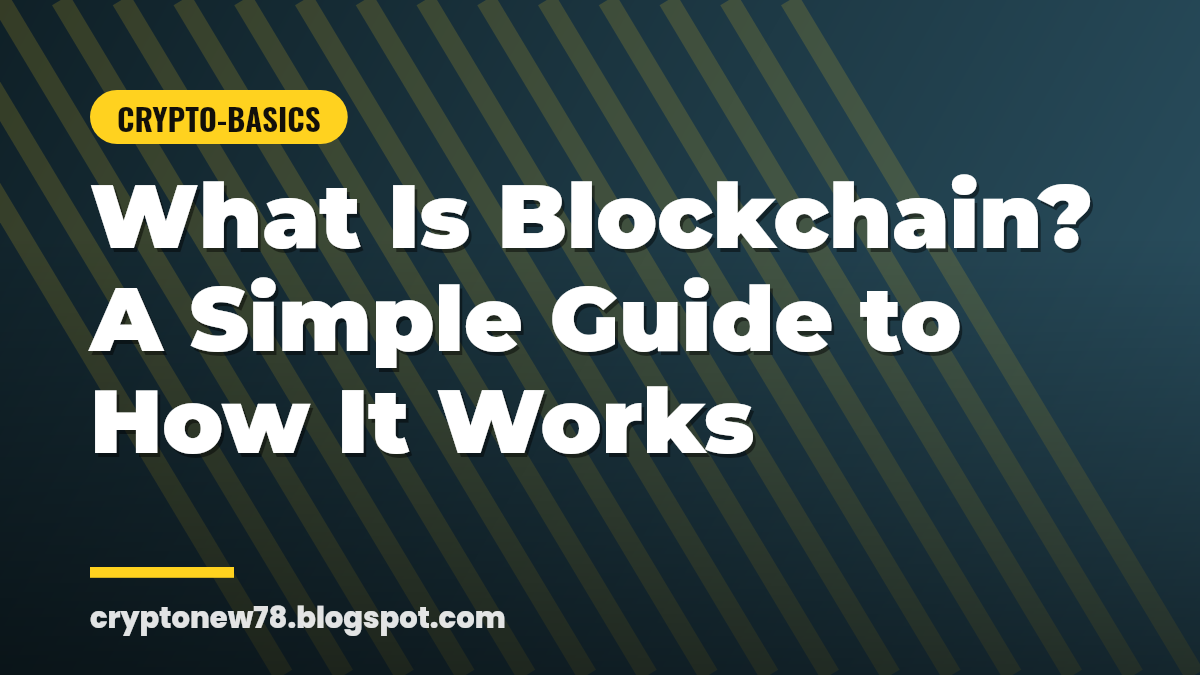 CRYPTO-BASICS
What Is Blockchain?
A Simple Guide to
How It Works
cryptonew78.blogspot.com